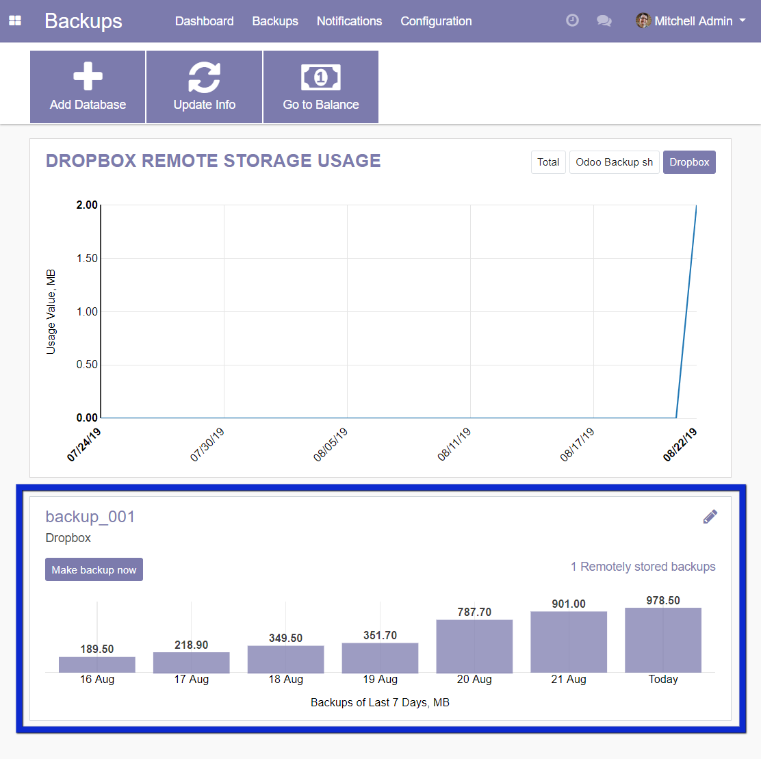 Backups Dashboard Backups Notifications Configuration Mitchell Admin
Add Database Update Info Go to Balance
DROPBOX REMOTE STORAGE USAGE Total Odoo Backup sh Dropbox
Usage Value, MB
2.00
1.50
1.00
0.50
0.00
07/24/19 07/30/19 08/05/19 08/11/19 08/17/19 08/22/19
backup_001
Dropbox
Make backup now 1 Remotely stored backups
189.50 218.90 349.50 351.70 787.70 901.00 978.50
16 Aug 17 Aug 18 Aug 19 Aug 20 Aug 21 Aug Today
Backups of Last 7 Days, MB